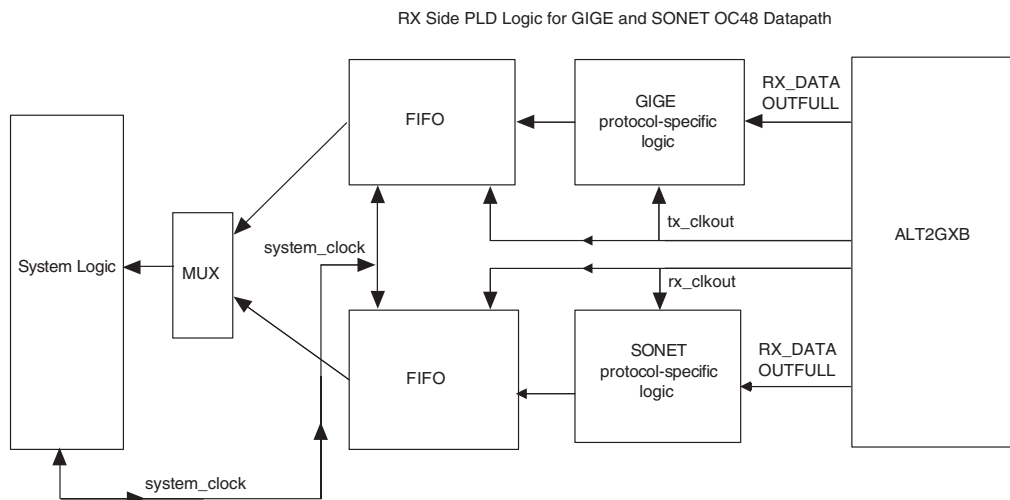 RX Side PLD Logic for GIGE and SONET OC48 Datapath
FIFO
GIGE
protocol-specific
logic
RX_DATA
OUTFULL
tx_clkout
system_clock
System Logic
MUX
ALT2GXB
rx_clkout
FIFO
SONET
protocol-specific
logic
RX_DATA
OUTFULL
system_clock